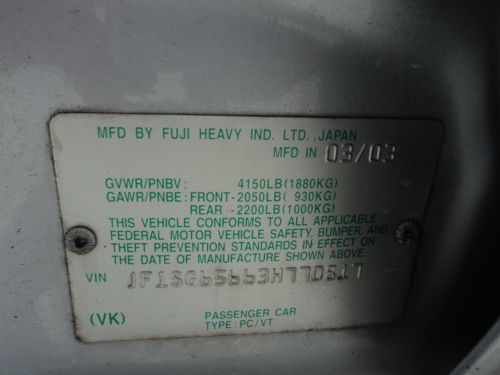 MFD BY FUJI HEAVY IND. LTD.,JAPAN
MFD IN 03/03
GVWR/PNBV: 4150LB(1880KG)
GAWR/PNBE: FRONT-2050LB( 930KG)
REAR -2200LB(1000KG)
THIS VEHICLE CONFORMS TO ALL APPLICABLE
FEDERAL MOTOR VEHICLE SAFETY, BUMPER, AND
THEFT PREVENTION STANDARDS IN EFFECT ON
THE DATE OF MANUFACTURE SHOWN ABOVE.
VIN
(VK)
PASSENGER CAR
TYPE:PC/VT